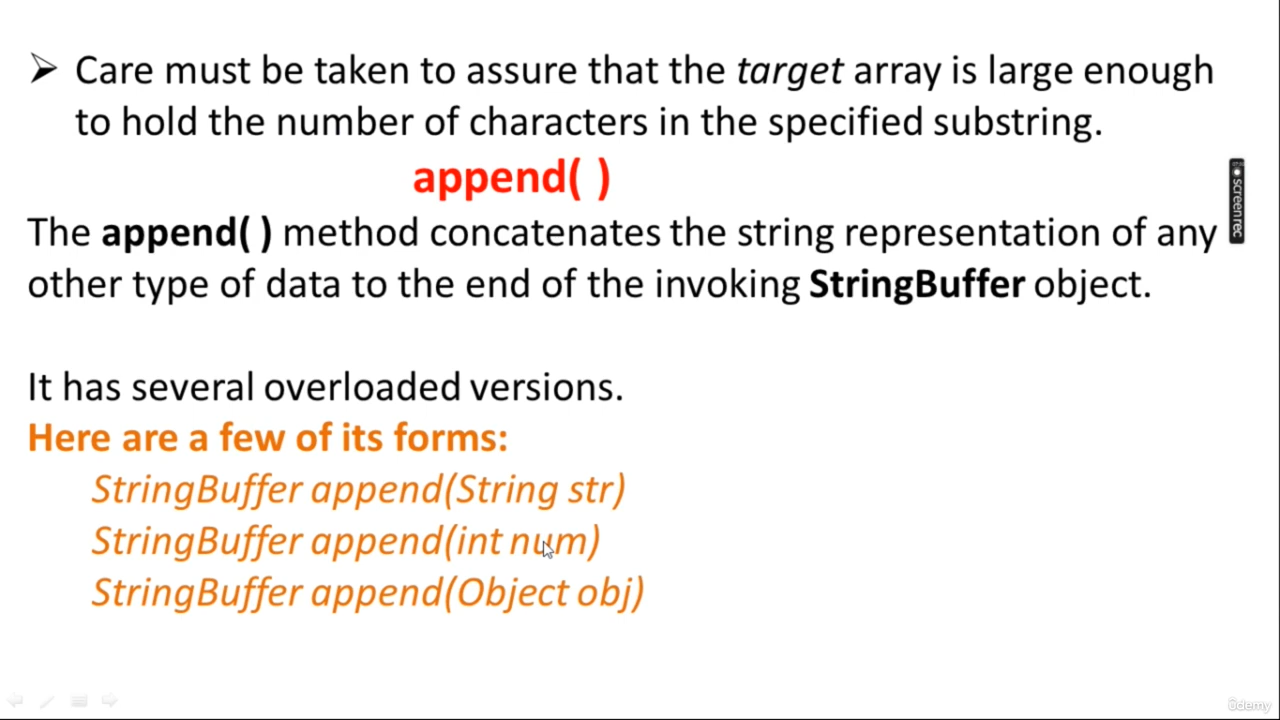 ➢ Care must be taken to assure that the target array is large enough
to hold the number of characters in the specified substring.
append( )
The append( ) method concatenates the string representation of any
other type of data to the end of the invoking StringBuffer object.
It has several overloaded versions.
Here are a few of its forms:
StringBuffer append(String str)
StringBuffer append(int num)
StringBuffer append(Object obj)
screenrec
ûdemy